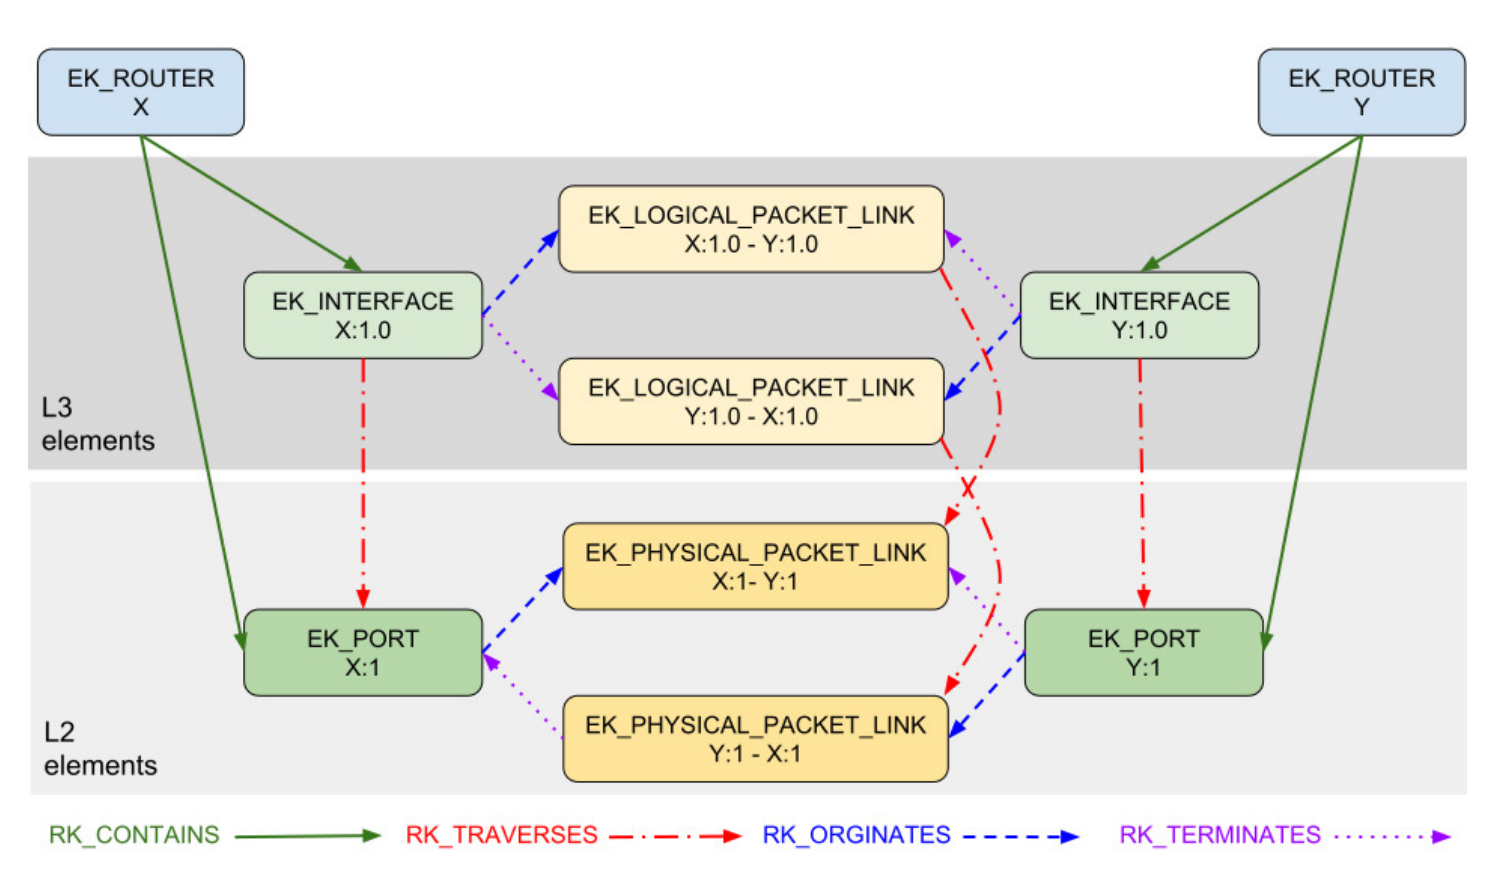 EK_ROUTER
X
EK_ROUTER
Y
EK_LOGICAL_PACKET_LINK
X:1.0 - Y:1.0
EK_INTERFACE
X:1.0
EK_INTERFACE
Y:1.0
EK_LOGICAL_PACKET_LINK
Y:1.0 - X:1.0
L3
elements
EK_PHYSICAL_PACKET_LINK
X:1- Y:1
EK_PORT
X:1
EK_PORT
Y:1
EK_PHYSICAL_PACKET_LINK
Y:1 - X:1
L2
elements
RK_CONTAINS
RK_TRAVERSES
RK_ORGINATES
RK_TERMINATES